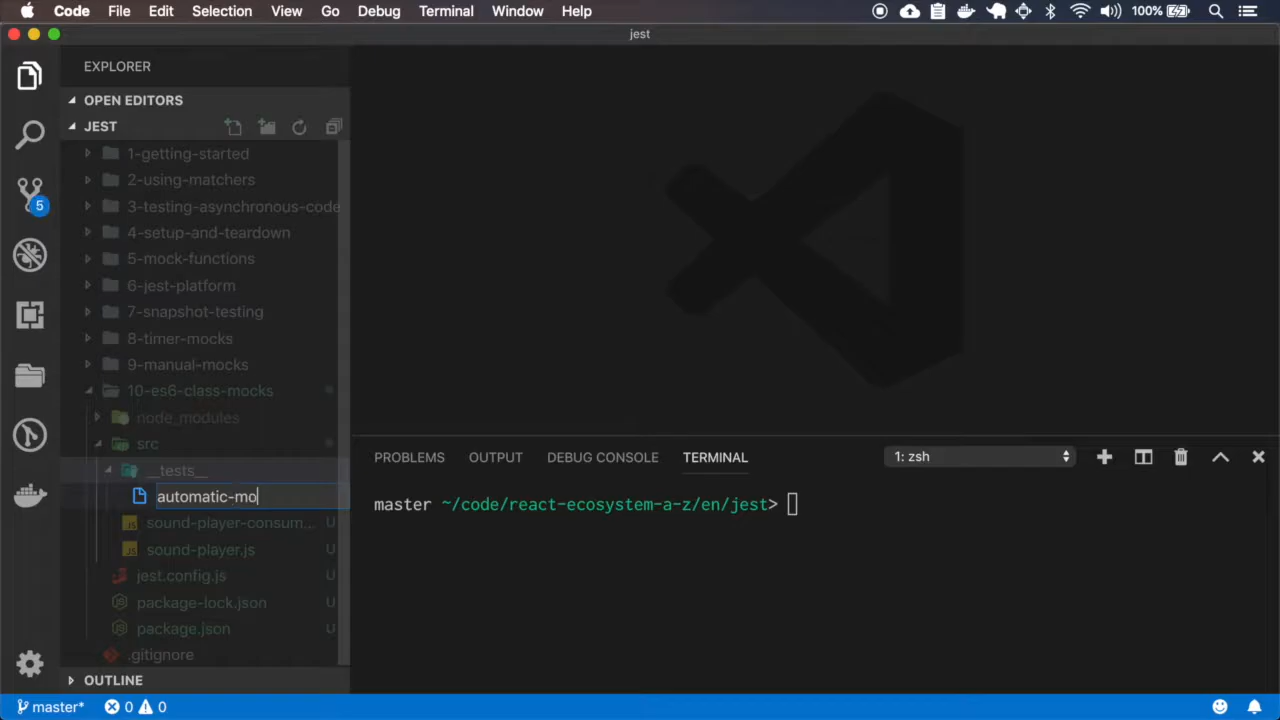 Code File Edit Selection View Go Debug Terminal Window Help 100%
jest
EXPLORER
OPEN EDITORS
JEST
1-getting-started
2-using-matchers
3-testing-asynchronous-code
4-setup-and-teardown
5
5-mock-functions
6-jest-platform
7-snapshot-testing
8-timer-mocks
9-manual-mocks
10-es6-class-mocks
node_modules
src
__tests__
automatic-mo
sound-player-consum... U
sound-player.js U
jest.config.js U
package-lock.json U
package.json U
.gitignore
OUTLINE
PROBLEMS OUTPUT DEBUG CONSOLE TERMINAL 1: zsh
master ~/code/react-ecosystem-a-z/en/jest>
master* 0 0